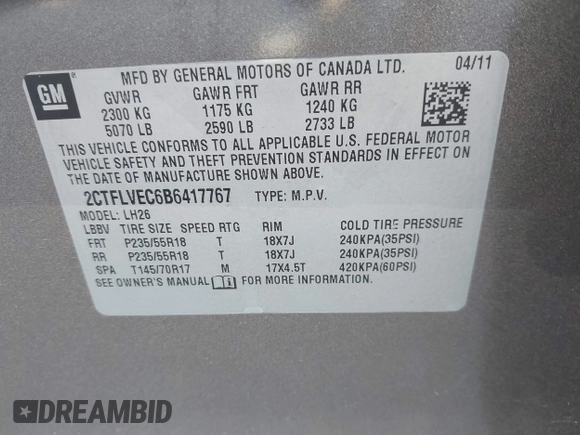 GM ®
MFD BY GENERAL MOTORS OF CANADA LTD. 04/11
GVWR GAWR FRT GAWR RR
2300 KG 1175 KG 1240 KG
5070 LB 2590 LB 2733 LB
THIS VEHICLE CONFORMS TO ALL APPLICABLE U.S. FEDERAL MOTOR
VEHICLE SAFETY AND THEFT PREVENTION STANDARDS IN EFFECT ON
THE DATE OF MANUFACTURE SHOWN ABOVE.
2CTFLVEC6B6417767 TYPE: M.P.V.
MODEL: LH26
LBBV TIRE SIZE SPEED RTG RIM COLD TIRE PRESSURE
FRT P235/55R18 T 18X7J 240KPA(35PSI)
RR P235/55R18 T 18X7J 240KPA(35PSI)
SPA T145/70R17 M 17X4.5T 420KPA(60PSI)
SEE OWNER'S MANUAL FOR MORE INFORMATION.
DREAMBID